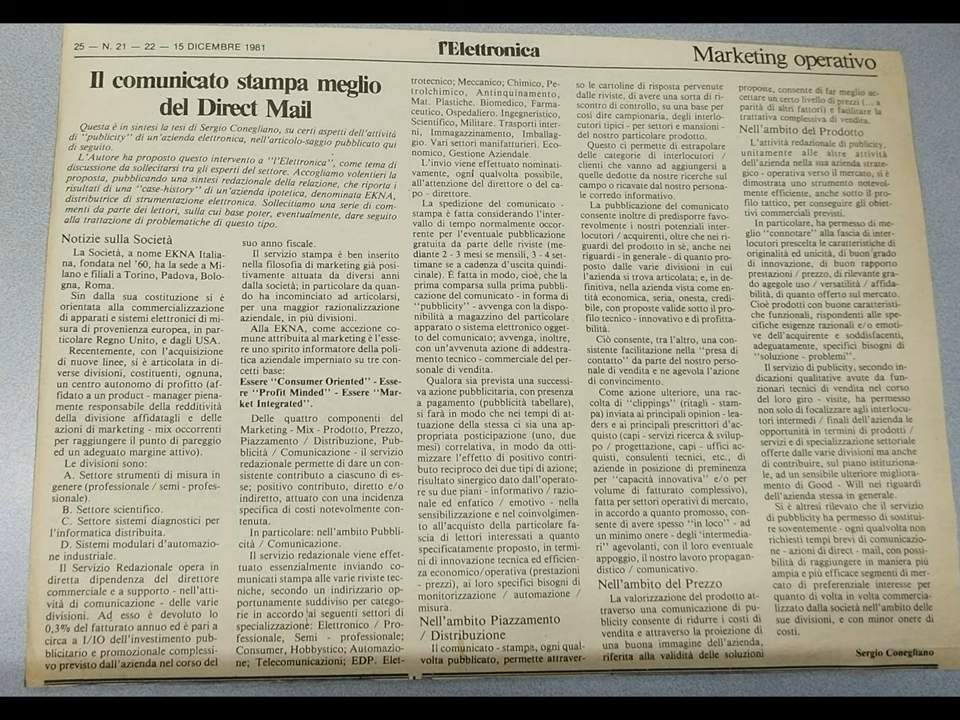 25 — N. 21 — 22 — 15 DICEMBRE 1981
l'Elettronica
Marketing operativo
Il comunicato stampa meglio
del Direct Mail
Questa è in sintesi la tesi di Sergio Conegliano, su certi aspetti dell'attività
di "publicity" di un'azienda elettronica, nell'articolo-saggio pubblicato qui
di seguito.
L'Autore ha proposto questo intervento a "l'Elettronica", come tema di
discussione da sollecitarsi tra gli esperti del settore. Accogliamo volentieri la
proposta, pubblicando una sintesi redazionale della relazione, che riporta i
risultati di una "case-history" di un'azienda ipotetica, denominata EKNA,
distributrice di strumentazione elettronica. Sollecitiamo una serie di com-
menti da parte dei lettori, sulla cui base poter, eventualmente, dare seguito
alla trattazione di problematiche di questo tipo.
Notizie sulla Società
La Società, a nome EKNA Italia-
na, fondata nel '60, ha la sede a Mila-
no e filiali a Torino, Padova, Bolo-
gna, Roma.
Sin dalla sua costituzione si è
orientata alla commercializzazione
di apparati e sistemi elettronici di mi-
sura di provenienza europea, in par-
ticolare Regno Unito, e dagli USA.
Recentemente, con l'acquisizione
di nuove linee, si è articolata in di-
verse divisioni, costituenti, ognuna,
un centro autonomo di profitto (af-
fidato a un product - manager piena-
mente responsabile della redditività
della divisione affidatagli e delle
azioni di marketing - mix occorrenti
per raggiungere il punto di pareggio
ed un adeguato margine attivo).
Le divisioni sono:
A. Settore strumenti di misura in
genere (professionale / semi - profes-
sionale).
B. Settore scientifico.
C. Settore sistemi diagnostici per
l'informatica distribuita.
D. Sistemi modulari d'automazio-
ne industriale.
Il Servizio Redazionale opera in
diretta dipendenza del direttore
commerciale e a supporto - nell'atti-
vità di comunicazione - delle varie
divisioni. Ad esso è devoluto lo
0,3% del fatturato annuo ed è pari a
circa a 1/10 dell'investimento pub-
blicitario e promozionale complessi-
vo previsto dall'azienda nel corso del
suo anno fiscale.
Il servizio stampa è ben inserito
nella filosofia di marketing già posi-
tivamente attuata da diversi anni
dalla società; in particolare da quan-
do ha incominciato ad articolarsi,
per una maggior razionalizzazione
aziendale, in più divisioni.
Alla EKNA, come accezione co-
mune attribuita al marketing è l'esse-
re uno spirito informatore della poli-
tica aziendale imperniato su tre con-
cetti base:
Essere "Consumer Oriented" - Esse-
re "Profit Minded" - Essere "Mar-
ket Integrated".
Delle quattro componenti del
Marketing - Mix - Prodotto, Prezzo,
Piazzamento / Distribuzione, Pub-
blicità / Comunicazione - il servizio
redazionale permette di dare un con-
sistente contributo a ciascuno di es-
se; positivo contributo, diretto e/o
indiretto, attuato con una incidenza
specifica di costi notevolmente con-
tenuta.
In particolare: nell'ambito Pubbli-
cità / Comunicazione.
Il servizio redazionale viene effet-
tuato essenzialmente inviando co-
municati stampa alle varie riviste tec-
niche, secondo un indirizzario op-
portunamente suddiviso per catego-
rie in accordo ai seguenti settori di
specializzazione: Elettronico / Pro-
fessionale, Semi - professionale;
Consumer, Hobbystico; Automazio-
ne; Telecomunicazioni; EDP. Elet-
trotecnico; Meccanico; Chimico, Pe-
trolchimico, Antinquinamento,
Mat. Plastiche. Biomedico, Farma-
ceutico, Ospedaliero. Ingegneristico,
Scientifico, Militare. Trasporti inter-
ni, Immagazzinamento, Imballag-
gio. Vari settori manifatturieri. Eco-
nomico, Gestione Aziendale.
L'invio viene effettuato nominati-
vamente, ogni qualvolta possibile,
all'attenzione del direttore o del ca-
po - direttore.
La spedizione del comunicato -
stampa è fatta considerando l'inter-
vallo di tempo normalmente occor-
rente per l'eventuale pubblicazione
gratuita da parte delle riviste (me-
diante 2 - 3 mesi se mensili, 3 - 4 set-
timane se a cadenza d'uscita quindi-
cinale). È fatta in modo, cioè, che la
prima comparsa sulla prima pubbli-
cazione del comunicato - in forma di
"pubblicity" - avvenga con la dispo-
nibilità a magazzino del particolare
apparato o sistema elettronico ogget-
to del comunicato; avvenga, inoltre,
con un'avvenuta azione di addestra-
mento tecnico - commerciale del per-
sonale di vendita.
Qualora sia prevista una successi-
va azione pubblicitaria, con presenza
a pagamento (pubblicità tabellare),
si farà in modo che nei tempi di at-
tuazione della stessa ci sia una ap-
propriata posticipazione (uno, due,
mesi) correlativa, in modo da ottimiz-
zare l'effetto di positivo contri-
buto reciproco dei due tipi di azione;
risultato sinergico dato dall'operato-
re su due piani - informativo / razio-
nale ed enfatico / emotivo - nella
sensibilizzazione e nel coinvolgimen-
to all'acquisto della particolare fa-
scia di lettori interessati a quanto
specificatamente proposto, in termi-
ni di innovazione tecnica ed efficien-
za economico/operativa (prestazioni
- prezzi), ai loro specifici bisogni di
monitorizzazione / automazione /
misura.
Nell'ambito Piazzamento
/ Distribuzione
Il comunicato - stampa, ogni qual-
volta pubblicato, permette attraver-
so le cartoline di risposta pervenute
dalle riviste, di avere una sorta di ri-
scontro di controllo, su una base per
così dire campionaria, degli interlo-
cutori tipici - per settori e mansioni -
del nostro particolare prodotto.
Questo ci permette di estrapolare
delle categorie di interlocutori /
clienti che vanno ad aggiungersi a
quelle dedotte da nostre ricerche sul
campo o ricavate dal nostro persona-
le corredo informativo.
La pubblicazione del comunicato
consente inoltre di predisporre favo-
revolmente i nostri potenziali inter-
locutori / acquirenti, oltre che nei ri-
guardi del prodotto in sè, anche nei
riguardi - in generale - di quanto pro-
posto dalle varie divisioni in cui
l'azienda si trova articolata; e, in de-
finitiva, nella azienda vista come enti-
tà economica, seria, onesta, credi-
bile, con proposte valide sotto il pro-
filo tecnico - innovativo e di profitta-
bilità.
Ciò consente, tra l'altro, una con-
sistente facilitazione nella "presa di
contatto" da parte del nostro perso-
nale di vendita e ne agevola l'azione
di convincimento.
Come azione ulteriore, una rac-
colta di "clippings" (ritagli - stam-
pa) inviata ai principali opinion - lea-
ders e ai principali prescrittori d'ac-
quisto (capi - servizi ricerca & svilup-
po / progettazione, capi - uffici ac-
quisti, consulenti tecnici, etc., di
aziende in posizione di preminenza
per "capacità innovativa" e/o per
volume di fatturato complessivo),
fatta per settori operativi di mercato,
in accordo a quanto promosso, con-
sente di avere spesso "in loco" - ad
un minimo onere - degli 'intermedia-
ri' agevolanti, con il loro eventuale
appoggio, il nostro lavoro propagan-
distico / comunicativo.
Nell'ambito del Prezzo
La valorizzazione del prodotto at-
traverso una comunicazione di pu-
blicity consente di ridurre i costi di
vendita e attraverso la proiezione di
una buona immagine dell'azienda,
riferita alla validità delle soluzioni
proposte, consente di far meglio ac-
cettare un certo livello di prezzi (... a
parità di altri fattori) e facilitare la
trattativa complessiva di vendita.
Nell'ambito del Prodotto
L'attività redazionale di publicity,
unitamente alle altre attività
dell'azienda nella sua azienda strate-
gico - operativa verso il mercato, si è
dimostrata uno strumento notevol-
mente efficiente, in particolare, sotto il pro-
filo tattico, per conseguire gli obiet-
tivi commerciali previsti.
In particolare, ha permesso di me-
glio "connotare" alla fascia di inter-
locutori prescelta le caratteristiche di
originalità ed unicità, di buon grado
di innovazione, di buon rapporto
prestazioni / prezzo, di rilevante gra-
do agegole uso / versatilità / affida-
bilità, di quanto offerto sul mercato.
Cioè prodotti con buone caratteristi-
che funzionali, rispondenti alle spe-
cifiche esigenze razionali e/o emoti-
ve dell'acquirente e soddisfacenti,
adeguatamente, specifici bisogni di
"soluzione - problemi".
Il servizio di publicity, secondo in-
dicazioni qualitative avute da fun-
zionari tecnici di vendita nel corso
del loro giro - visite, ha permesso
non solo di focalizzare agli interlocu-
tori intermedi / finali dell'azienda le
opportunità in termini di prodotti /
servizi e di specializzazione settoriale
offerte dalle varie divisioni ma anche
di contribuire, sul piano istituziona-
le, ad un sensibile ulteriore migliora-
mento di Good - Will nei riguardi
dell'azienda stessa in generale.
Si è altresì rilevato che il servizio
di publicity ha permesso di sostitui-
re sovente - ogni qualvolta non
richiesti tempi brevi di comunicazio-
ne - azioni di direct - mail, con possi-
bilità di raggiungere in maniera più
ampia e più efficace segmenti di mer-
cato di preferenziale interesse per
quanto di volta in volta commercia-
lizzato dalla società nell'ambito delle
sue divisioni, e con minor onere di
costi.
Sergio Conegliano